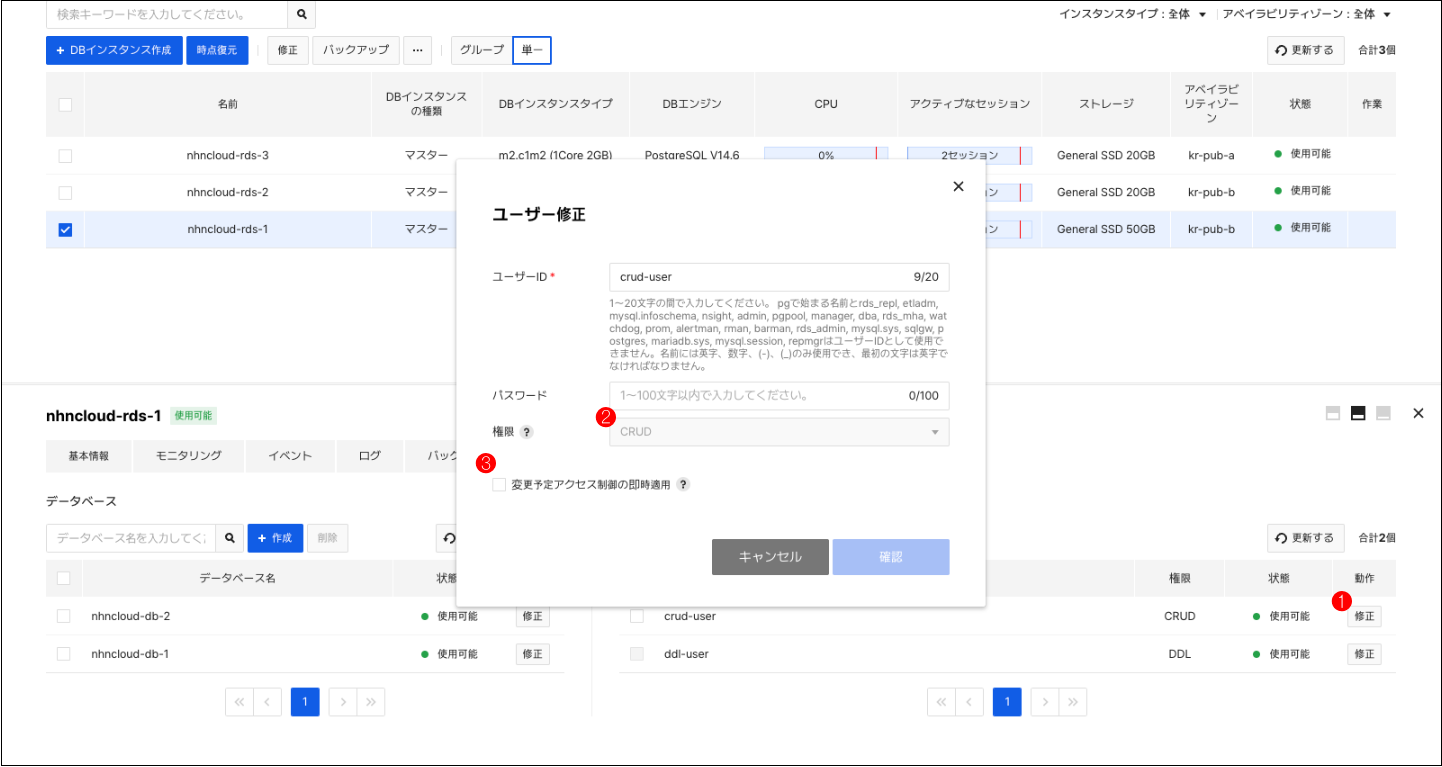 検索キーワードを入力してください。
インスタンスタイプ : 全体 ▼ アベイラビリティゾーン : 全体 ▼
+ DBインスタンス作成 時点復元 修正 バックアップ ··· グループ 単一 更新する 合計3個
名前 DBインスタンスの種類 DBインスタンスタイプ DBエンジン CPU アクティブなセッション ストレージ アベイラビリティゾーン 状態 作業
nhncloud-rds-3 マスター m2.c1m2 (1Core 2GB) PostgreSQL V14.6 0% 2セッション General SSD 20GB kr-pub-a 使用可能
nhncloud-rds-2 マスター ン General SSD 20GB kr-pub-b 使用可能
nhncloud-rds-1 マスター ン General SSD 50GB kr-pub-b 使用可能
ユーザー修正
ユーザーID * crud-user 9/20
1～20文字の間で入力してください。 pgで始まる名前とrds_repl, etladm,
mysql.infoschema, nsight, admin, pgpool, manager, dba, rds_mha, wat
chdog, prom, alertman, rman, barman, rds_admin, mysql.sys, sqlgw, p
ostgres, mariadb.sys, mysql.session, repmgrはユーザーIDとして使用で
きません。名前には英字、数字、(-)、(_)のみ使用でき、最初の文字は英字で
なければなりません。
パスワード 1～100文字以内で入力してください。 0/100
2
権限 ? CRUD
3
変更予定アクセス制御の即時適用 ?
キャンセル 確認
nhncloud-rds-1 使用可能
基本情報 モニタリング イベント ログ バック
データベース
データベース名を入力してく + 作成 削除
更新する 合計2個
データベース名 状態
権限 状態 動作
1
nhncloud-db-2 使用可能 修正
crud-user CRUD 使用可能 修正
nhncloud-db-1 使用可能 修正
ddl-user DDL 使用可能 修正
« < 1 > »
« < 1 > »